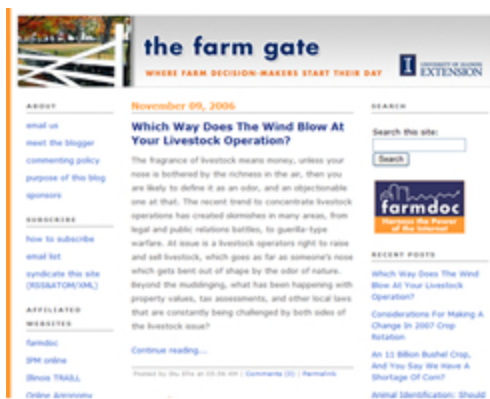 the farm gate
WHERE FARM DECISION-MAKERS START THEIR DAY
UNIVERSITY OF ILLINOIS
EXTENSION
ABOUT
email us
meet the blogger
commenting policy
purpose of this blog
sponsors
SUBSCRIBE
how to subscribe
email list
syndicate this site
(RSS&ATOM/XML)
AFFILIATED
WEBSITES
farmdoc
IPM online
Illinois TRAILL
Online Agronomy
November 09, 2006
Which Way Does The Wind Blow At
Your Livestock Operation?
The fragrance of livestock means money, unless your
nose is bothered by the richness in the air, then you
are likely to define it as an odor, and an objectionable
one at that. The recent trend to concentrate livestock
operations has created skirmishes in many areas, from
legal and public relations battles, to guerilla-type
warfare. At issue is a livestock operators right to raise
and sell livestock, which goes as far as someone's nose
which gets bent out of shape by the odor of nature.
Beyond the muddinging, what has been happening with
property values, tax assessments, and other local laws
that are constantly being challenged by both sides of
the livestock issue?
Continue reading...
Posted by Stu Ellis at 05:56 AM | Comments (0) | Permalink
SEARCH
Search this site:
Search
farmdoc
Harness the Power
of the Internet
RECENT POSTS
Which Way Does The Wind
Blow At Your Livestock
Operation?
Considerations For Making A
Change In 2007 Crop
Rotation
An 11 Billion Bushel Crop,
And You Say We Have A
Shortage Of Corn?
Animal Identification: Should